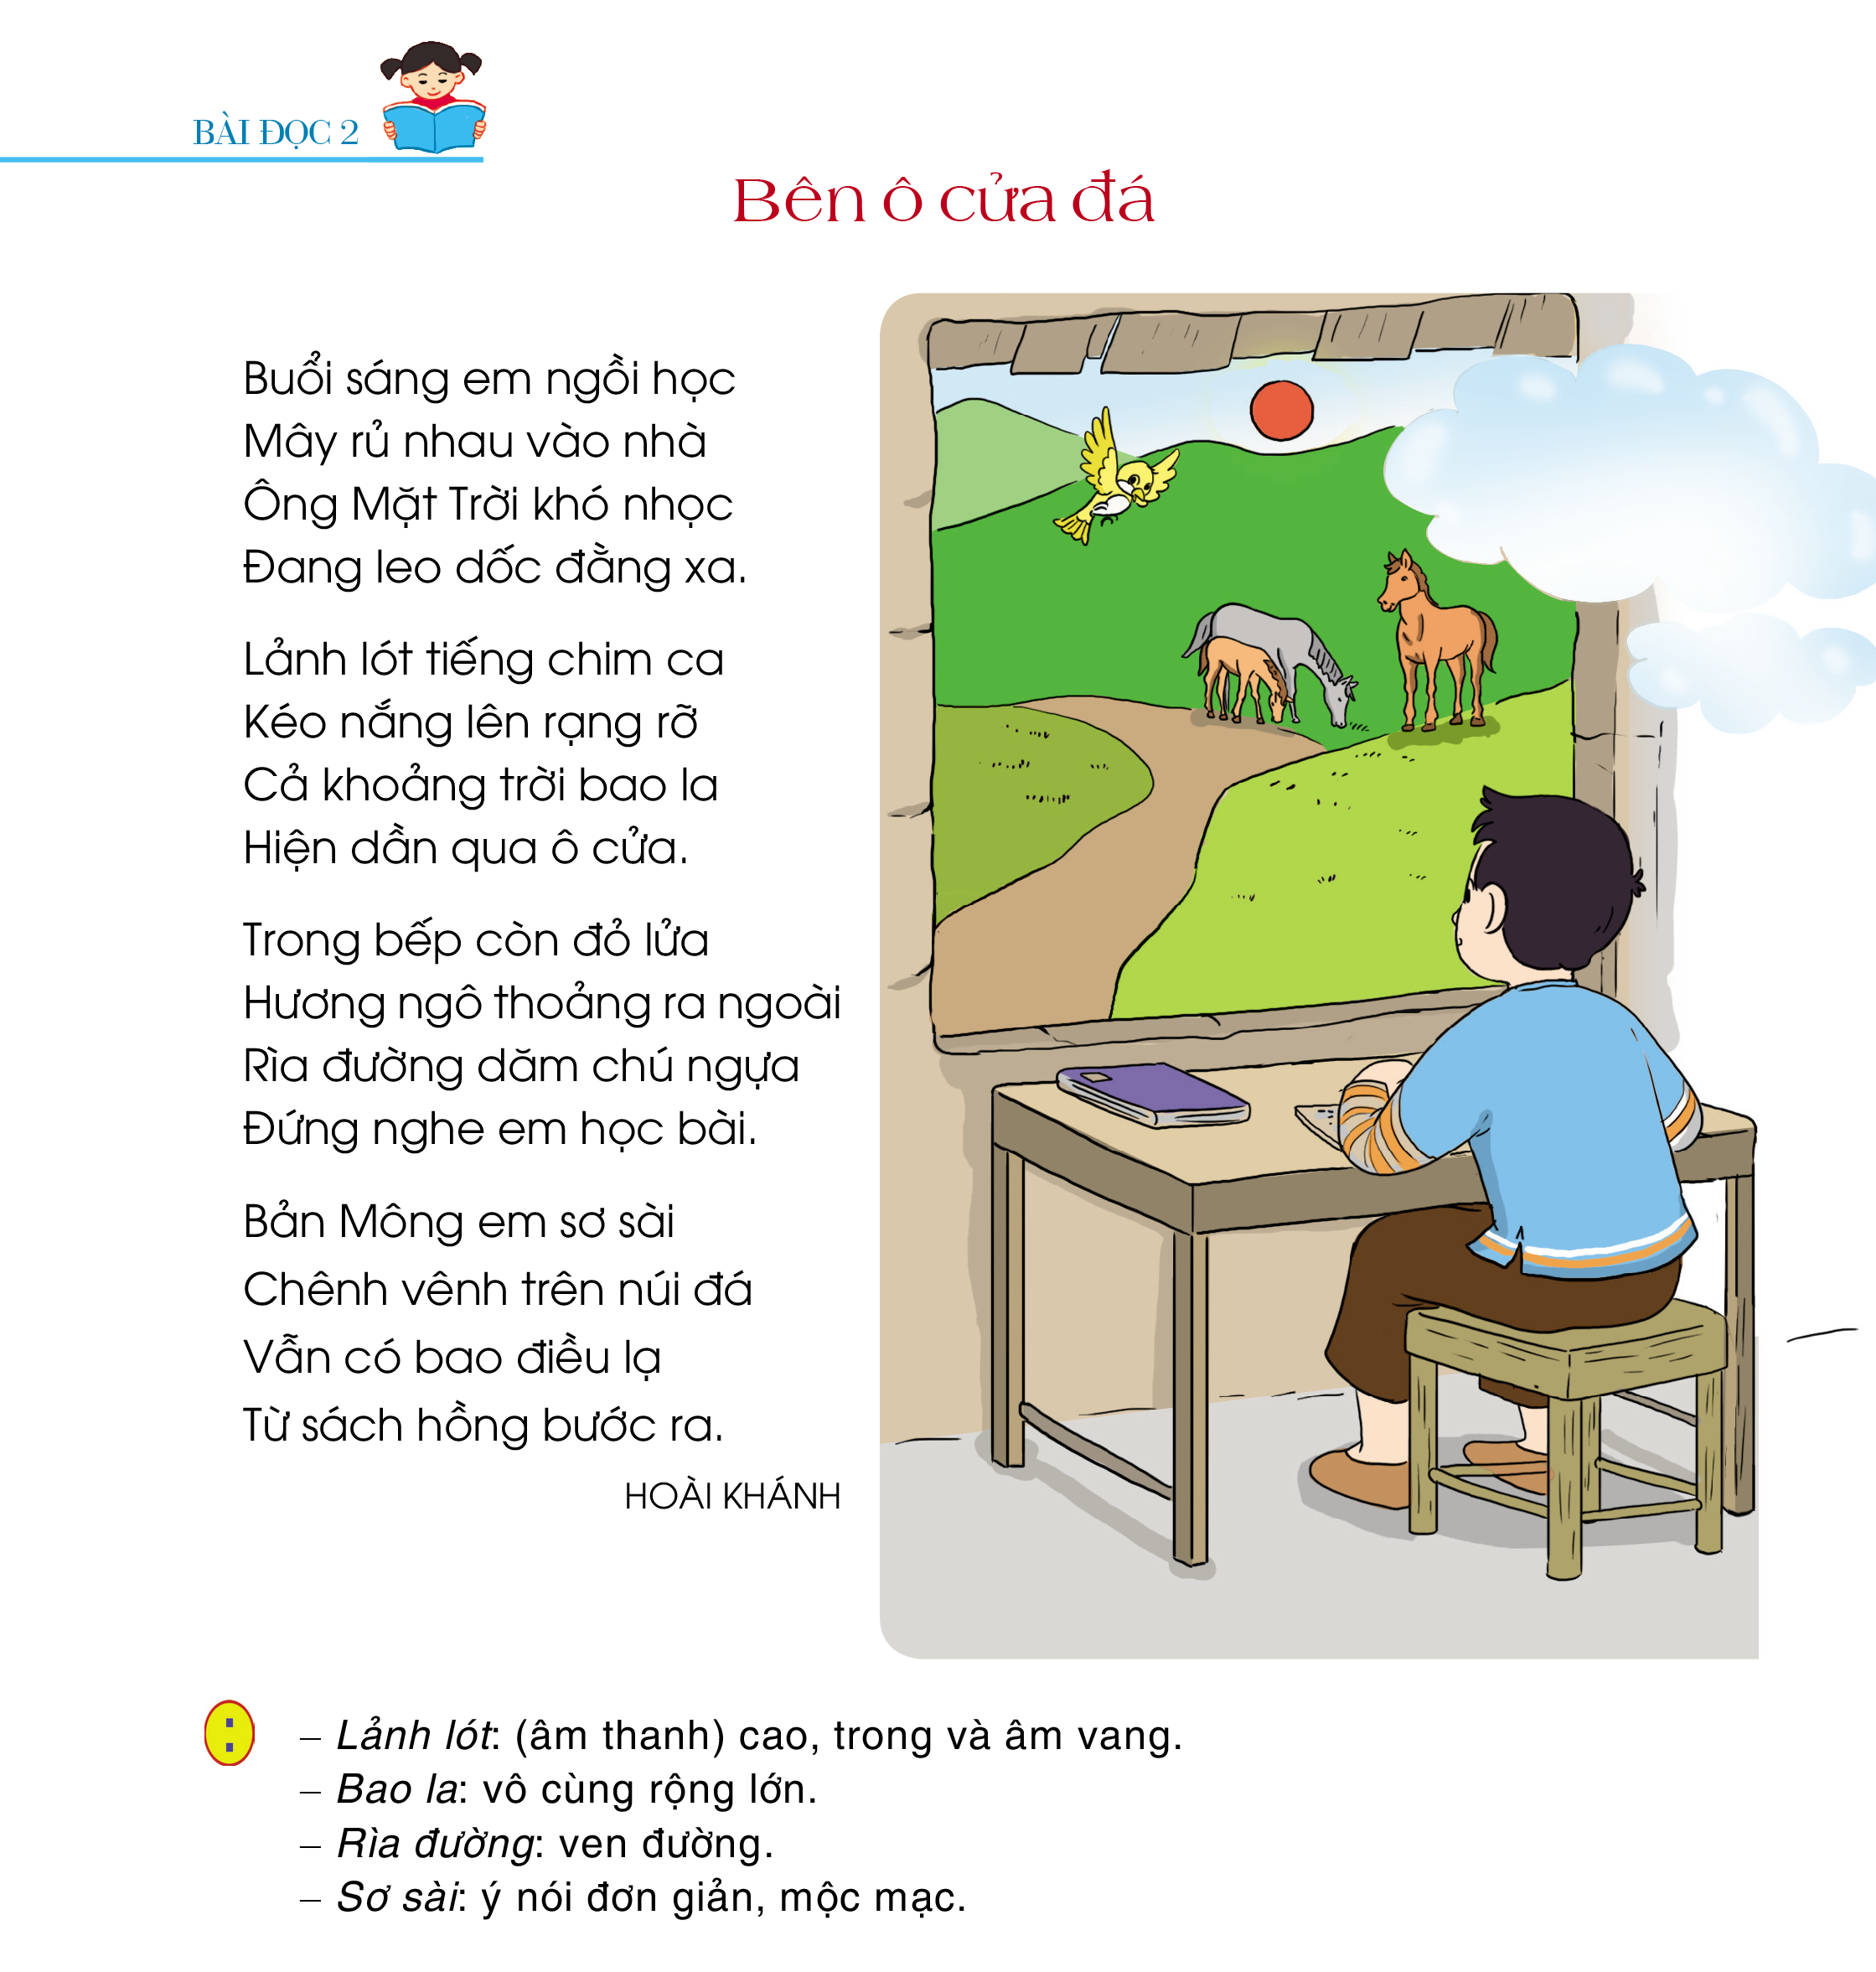 BÀI ĐỌC 2
Bên ô cửa đá
Buổi sáng em ngồi học
Mây rủ nhau vào nhà
Ông Mặt Trời khó nhọc
Đang leo dốc đằng xa.
Lảnh lót tiếng chim ca
Kéo nắng lên rạng rỡ
Cả khoảng trời bao la
Hiện dần qua ô cửa.
Trong bếp còn đỏ lửa
Hương ngô thoảng ra ngoài
Rìa đường dăm chú ngựa
Đứng nghe em học bài.
Bản Mông em sơ sài
Chênh vênh trên núi đá
Vẫn có bao điều lạ
Từ sách hồng bước ra.
HOÀI KHÁNH
– Lảnh lót: (âm thanh) cao, trong và âm vang.
– Bao la: vô cùng rộng lớn.
– Rìa đường: ven đường.
– Sơ sài: ý nói đơn giản, mộc mạc.